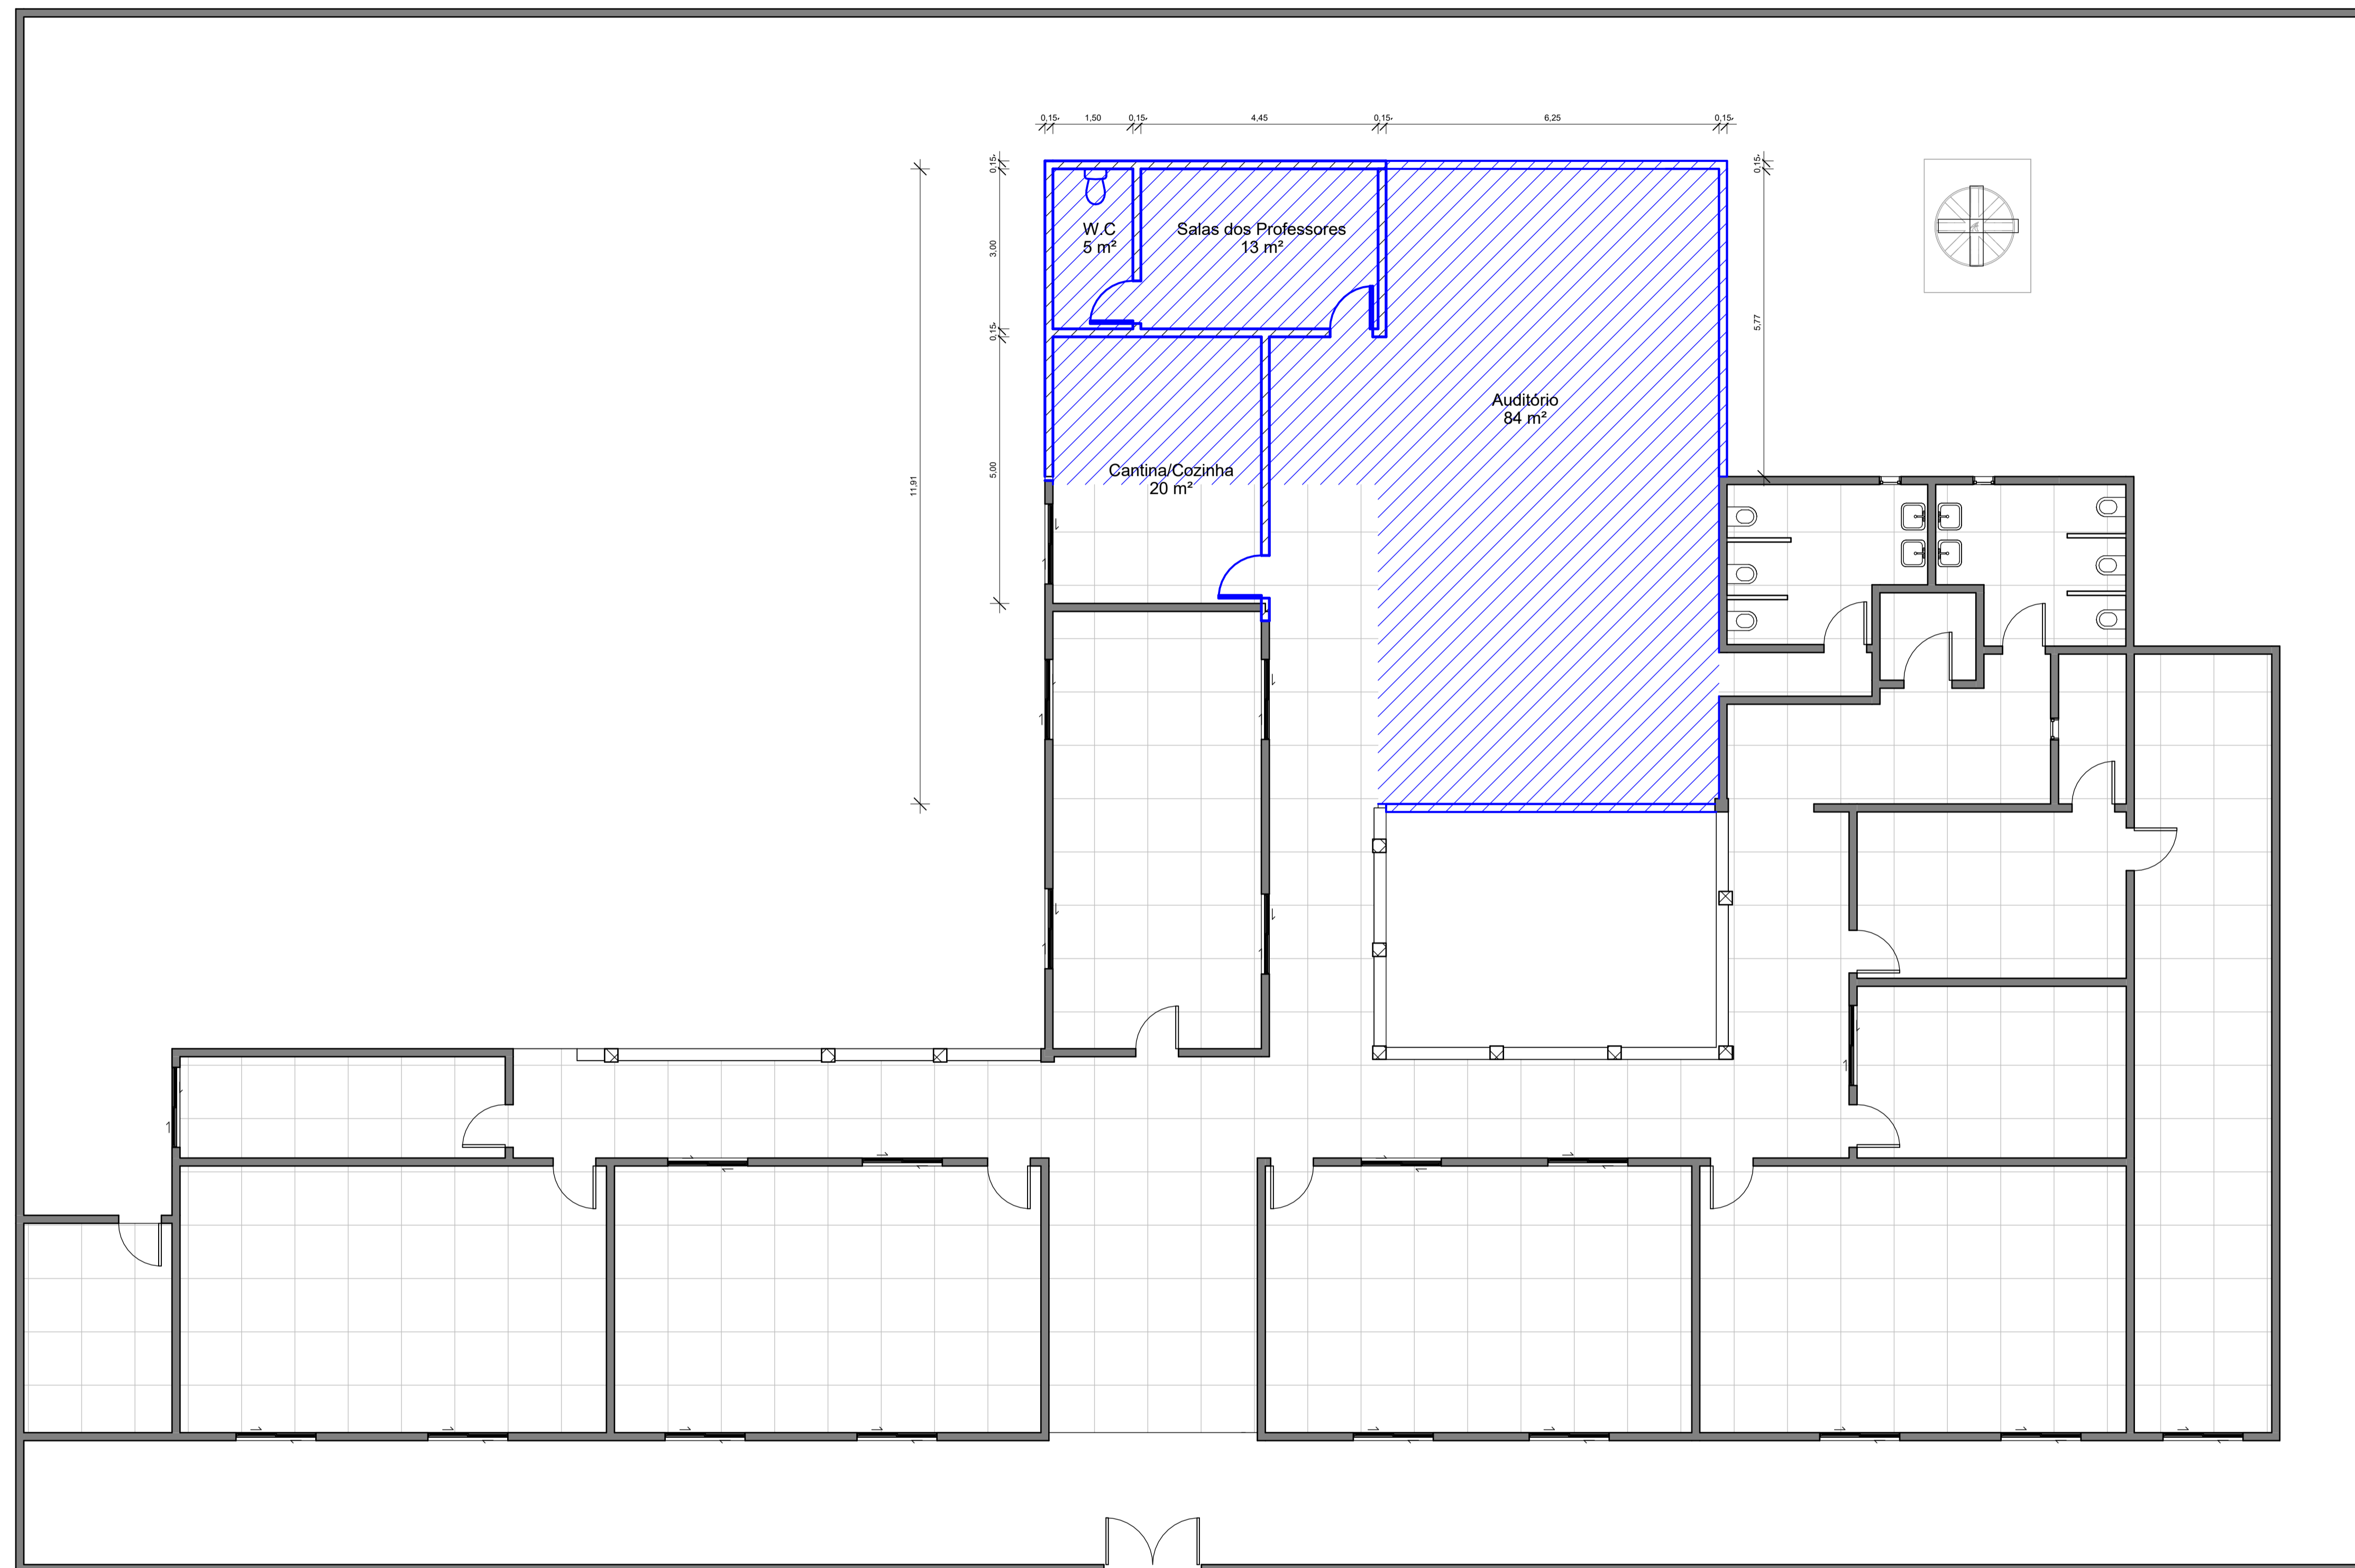 0,15
1,50
0,15
4,45
0,15
6,25
0,15
0,15
3,00
0,15
5,00
11,91
0,15
5,77
W.C
5 m²
Salas dos Professores
13 m²
Auditório
84 m²
Cantina/Cozinha
20 m²